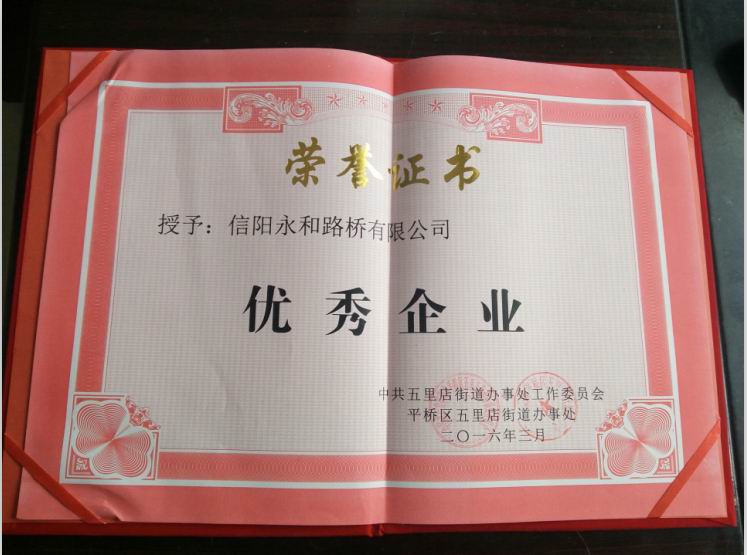 荣誉证书
授予：信阳永和路桥有限公司
优秀企业
中共五里店街道办事处工作委员会
平桥区五里店街道办事处
二〇一六年三月